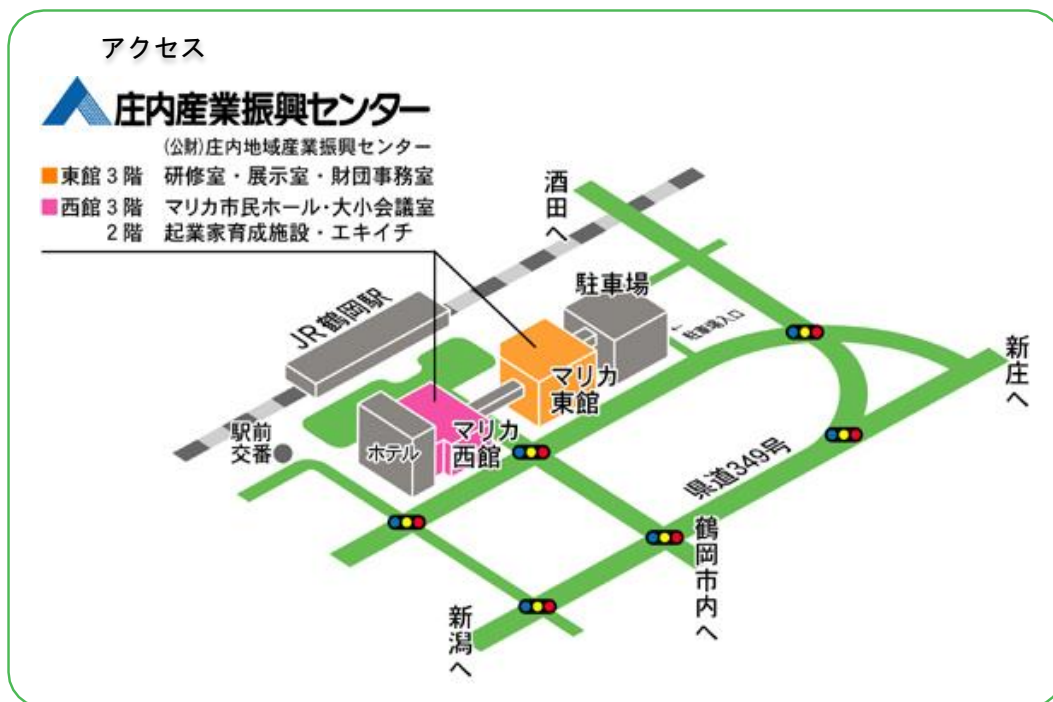 アクセス
庄内産業振興センター
(公財)庄内地域産業振興センター
東館3階 研修室・展示室・財団事務室
西館3階 マリカ市民ホール・大小会議室
2階 起業家育成施設・エキイチ
酒田へ
駐車場
←駐車場入口
JR鶴岡駅
新庄へ
マリカ
東館
マリカ
西館
ホテル
駅前
交番
県道349号
鶴岡市内へ
新潟へ